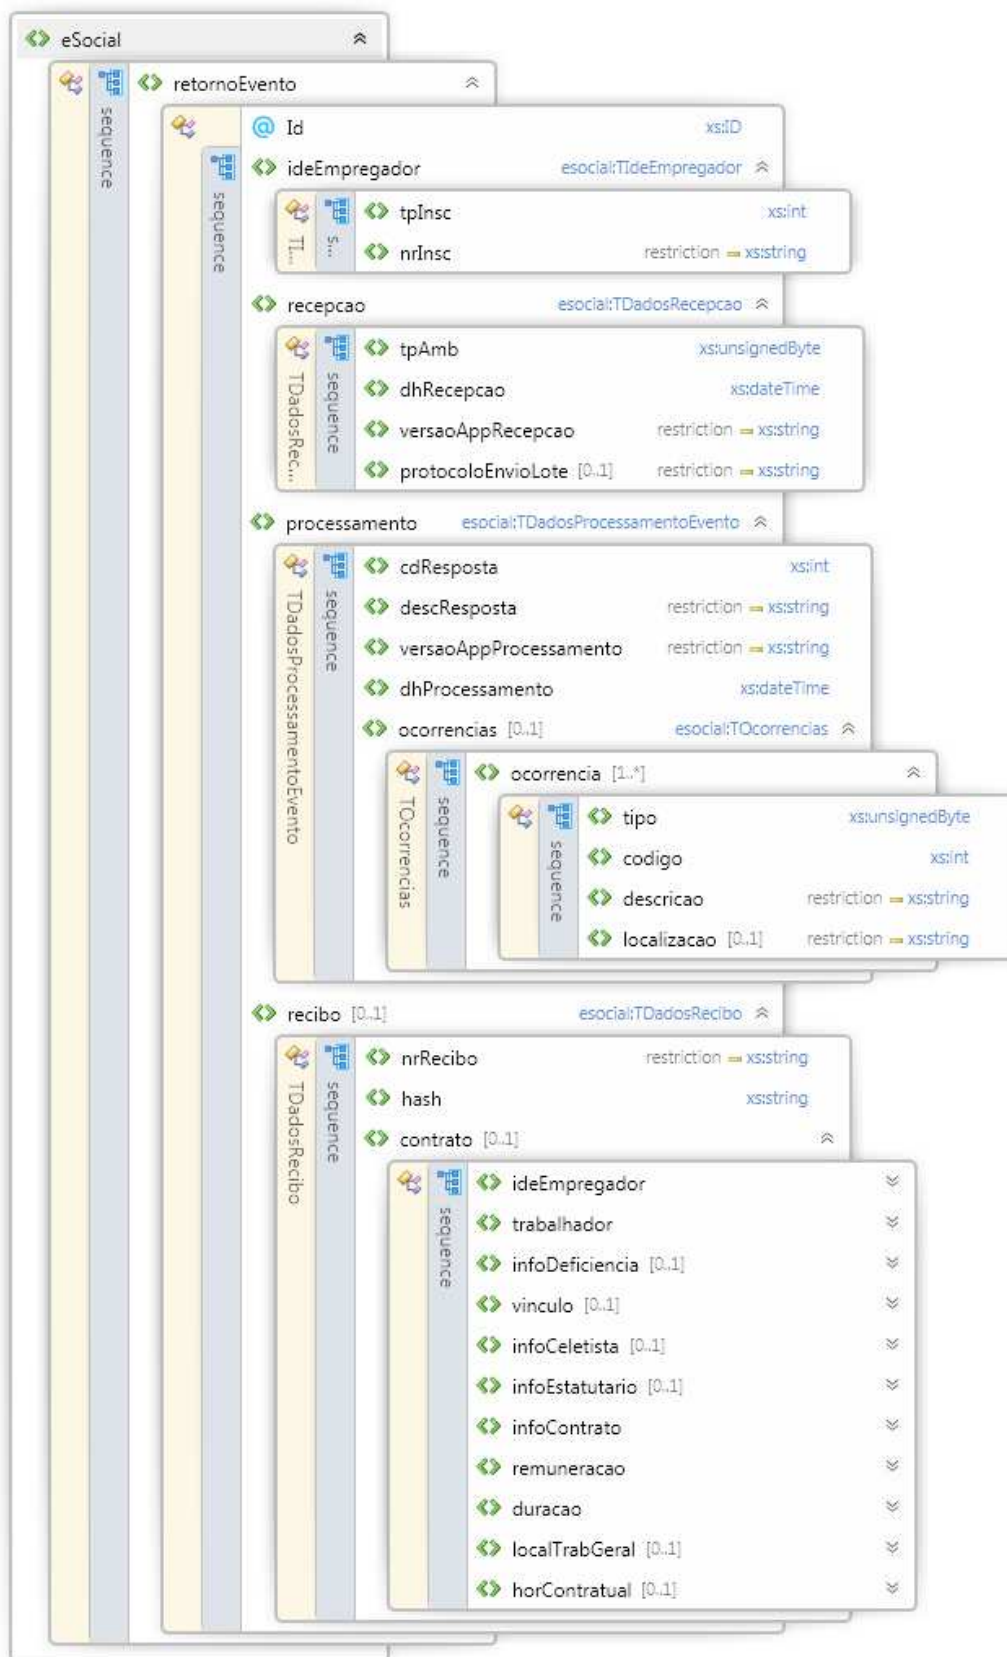 eSocial
sequence
retornoEvento
sequence
Id xs:ID
ideEmpregador esocial:TIdeEmpregador
TI...
s...
tpInsc xs:int
nrInsc restriction xs:string
recepcao esocial:TDadosRecepcao
TDadosRec...
sequence
tpAmb xs:unsignedByte
dhRecepcao xs:dateTime
versaoAppRecepcao restriction xs:string
protocoloEnvioLote [0..1] restriction xs:string
processamento esocial:TDadosProcessamentoEvento
TDadosProcessamentoEvento
sequence
cdResposta xs:int
descResposta restriction xs:string
versaoAppProcessamento restriction xs:string
dhProcessamento xs:dateTime
ocorrencias [0..1] esocial:TOcorrencias
TOcorrencias
sequence
ocorrencia [1..*]
sequence
tipo xs:unsignedByte
codigo xs:int
descricao restriction xs:string
localizacao [0..1] restriction xs:string
recibo [0..1] esocial:TDadosRecibo
TDadosRecibo
sequence
nrRecibo restriction xs:string
hash xs:string
contrato [0..1]
sequence
ideEmpregador
trabalhador
infoDeficiencia [0..1]
vinculo [0..1]
infoCeletista [0..1]
infoEstatutario [0..1]
infoContrato
remuneracao
duracao
localTrabGeral [0..1]
horContratual [0..1]